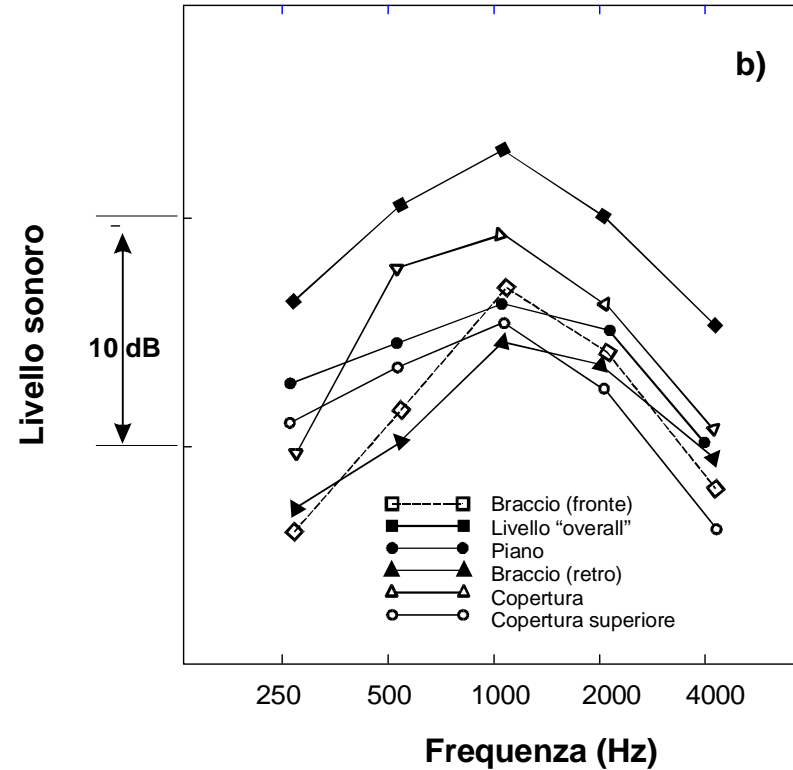 b)
Livello sonoro
10 dB
Braccio (fronte)
Livello “overall”
Piano
Braccio (retro)
Copertura
Copertura superiore
250 500 1000 2000 4000
Frequenza (Hz)